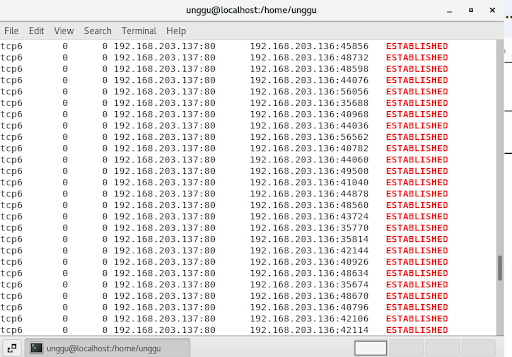 unggu@localhost:/home/unggu
File Edit View Search Terminal Help
tcp6 0 0 192.168.203.137:80 192.168.203.136:45856 ESTABLISHED
tcp6 0 0 192.168.203.137:80 192.168.203.136:48732 ESTABLISHED
tcp6 0 0 192.168.203.137:80 192.168.203.136:48598 ESTABLISHED
tcp6 0 0 192.168.203.137:80 192.168.203.136:44076 ESTABLISHED
tcp6 0 0 192.168.203.137:80 192.168.203.136:56056 ESTABLISHED
tcp6 0 0 192.168.203.137:80 192.168.203.136:35688 ESTABLISHED
tcp6 0 0 192.168.203.137:80 192.168.203.136:40968 ESTABLISHED
tcp6 0 0 192.168.203.137:80 192.168.203.136:44036 ESTABLISHED
tcp6 0 0 192.168.203.137:80 192.168.203.136:56562 ESTABLISHED
tcp6 0 0 192.168.203.137:80 192.168.203.136:40782 ESTABLISHED
tcp6 0 0 192.168.203.137:80 192.168.203.136:44060 ESTABLISHED
tcp6 0 0 192.168.203.137:80 192.168.203.136:49500 ESTABLISHED
tcp6 0 0 192.168.203.137:80 192.168.203.136:41040 ESTABLISHED
tcp6 0 0 192.168.203.137:80 192.168.203.136:44878 ESTABLISHED
tcp6 0 0 192.168.203.137:80 192.168.203.136:48560 ESTABLISHED
tcp6 0 0 192.168.203.137:80 192.168.203.136:43724 ESTABLISHED
tcp6 0 0 192.168.203.137:80 192.168.203.136:35770 ESTABLISHED
tcp6 0 0 192.168.203.137:80 192.168.203.136:35814 ESTABLISHED
tcp6 0 0 192.168.203.137:80 192.168.203.136:42144 ESTABLISHED
tcp6 0 0 192.168.203.137:80 192.168.203.136:40926 ESTABLISHED
tcp6 0 0 192.168.203.137:80 192.168.203.136:48634 ESTABLISHED
tcp6 0 0 192.168.203.137:80 192.168.203.136:35674 ESTABLISHED
tcp6 0 0 192.168.203.137:80 192.168.203.136:48670 ESTABLISHED
tcp6 0 0 192.168.203.137:80 192.168.203.136:40796 ESTABLISHED
tcp6 0 0 192.168.203.137:80 192.168.203.136:42106 ESTABLISHED
tcp6 0 0 192.168.203.137:80 192.168.203.136:42114 ESTABLISHED
unggu@localhost:/home/unggu